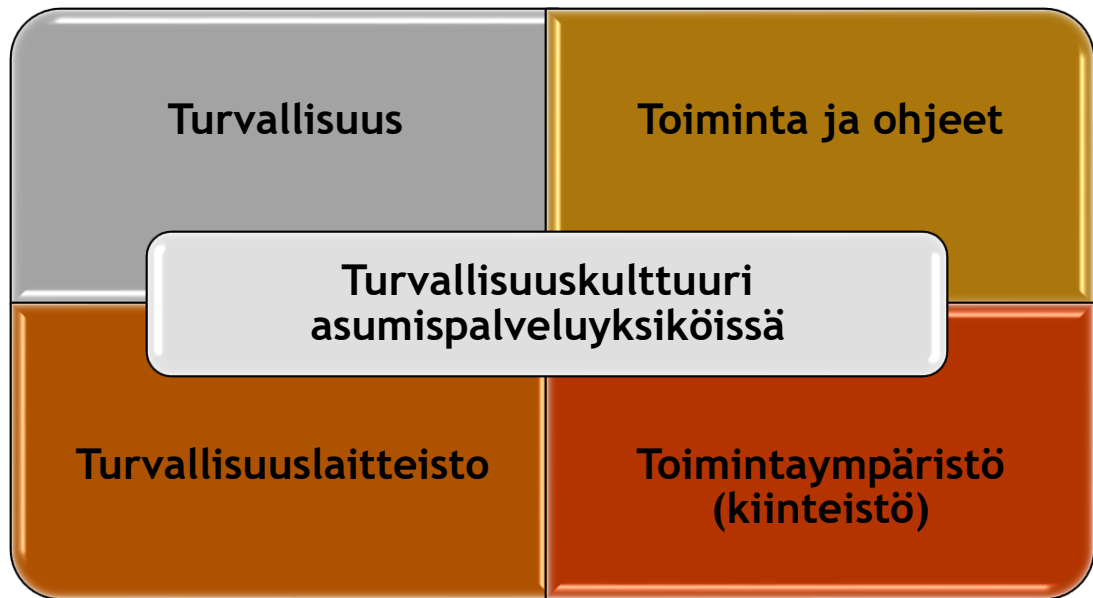 Turvallisuus
Toiminta ja ohjeet
Turvallisuuskulttuuri
asumispalveluyksiköissä
Turvallisuuslaitteisto
Toimintaympäristö
(kiinteistö)